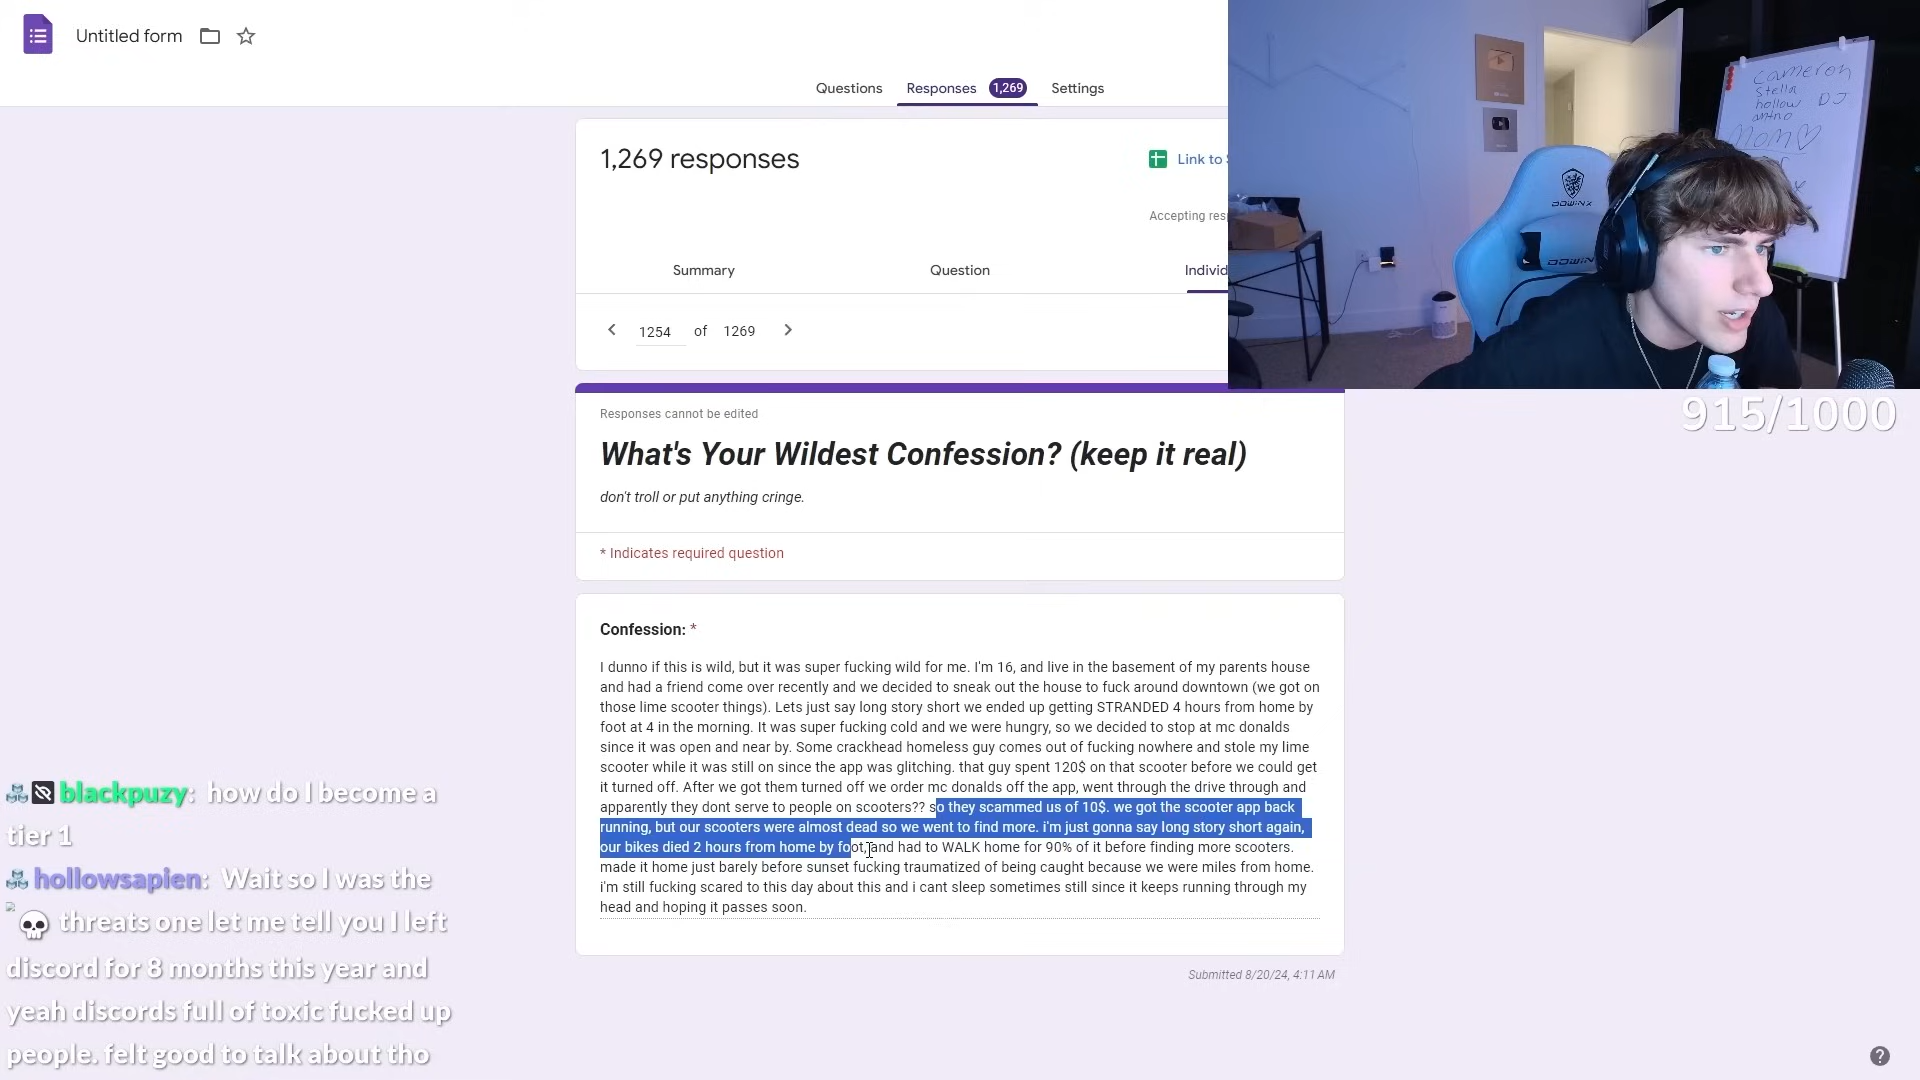 Untitled form
Questions
Responses
1,269
Settings
1,269 responses
Link to S
Accepting resp
Summary
Question
Individ
1254 of 1269
Responses cannot be edited
What's Your Wildest Confession? (keep it real)
don't troll or put anything cringe.
* Indicates required question
Confession: *
I dunno if this is wild, but it was super fucking wild for me. I'm 16, and live in the basement of my parents house
and had a friend come over recently and we decided to sneak out the house to fuck around downtown (we got on
those lime scooter things). Lets just say long story short we ended up getting STRANDED 4 hours from home by
foot at 4 in the morning. It was super fucking cold and we were hungry, so we decided to stop at mc donalds
since it was open and near by. Some crackhead homeless guy comes out of fucking nowhere and stole my lime
scooter while it was still on since the app was glitching. that guy spent 120$ on that scooter before we could get
it turned off. After we got them turned off we order mc donalds off the app, went through the drive through and
apparently they dont serve to people on scooters?? so they scammed us of 10$. we got the scooter app back
running, but our scooters were almost dead so we went to find more. i'm just gonna say long story short again,
our bikes died 2 hours from home by foot, and had to WALK home for 90% of it before finding more scooters.
made it home just barely before sunset fucking traumatized of being caught because we were miles from home.
i'm still fucking scared to this day about this and i cant sleep sometimes still since it keeps running through my
head and hoping it passes soon.
Submitted 8/20/24, 4:11 AM
915/1000
cameron
stella
hollow DJ
antno
Mom♡
DOWINX
DOWINX
blackpuzy: how do I become a
tier 1
hollowsapien: Wait so I was the
threats one let me tell you I left
discord for 8 months this year and
yeah discords full of toxic fucked up
people. felt good to talk about tho